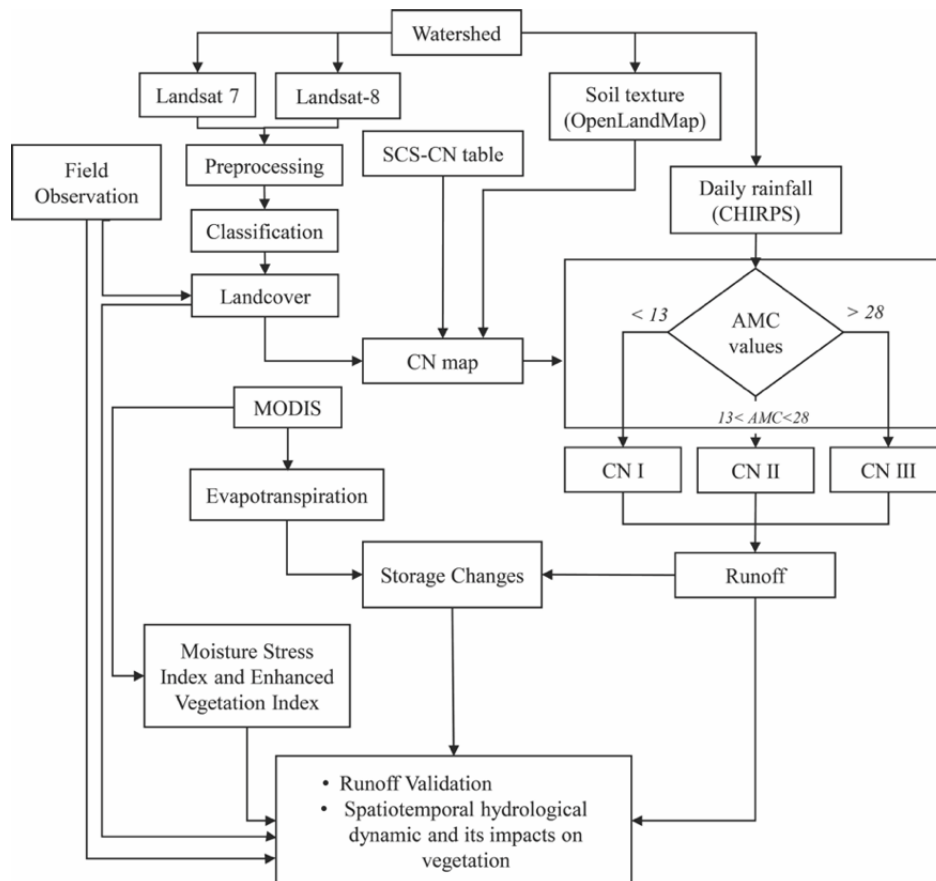 Watershed
Landsat 7
Landsat-8
Soil texture
(OpenLandMap)
Field
Observation
Preprocessing
SCS-CN table
Daily rainfall
(CHIRPS)
Classification
Landcover
< 13
AMC
values
> 28
CN map
MODIS
13< AMC<28
CN I
CN II
CN III
Evapotranspiration
Storage Changes
Runoff
Moisture Stress
Index and Enhanced
Vegetation Index
• Runoff Validation
• Spatiotemporal hydrological
dynamic and its impacts on
vegetation